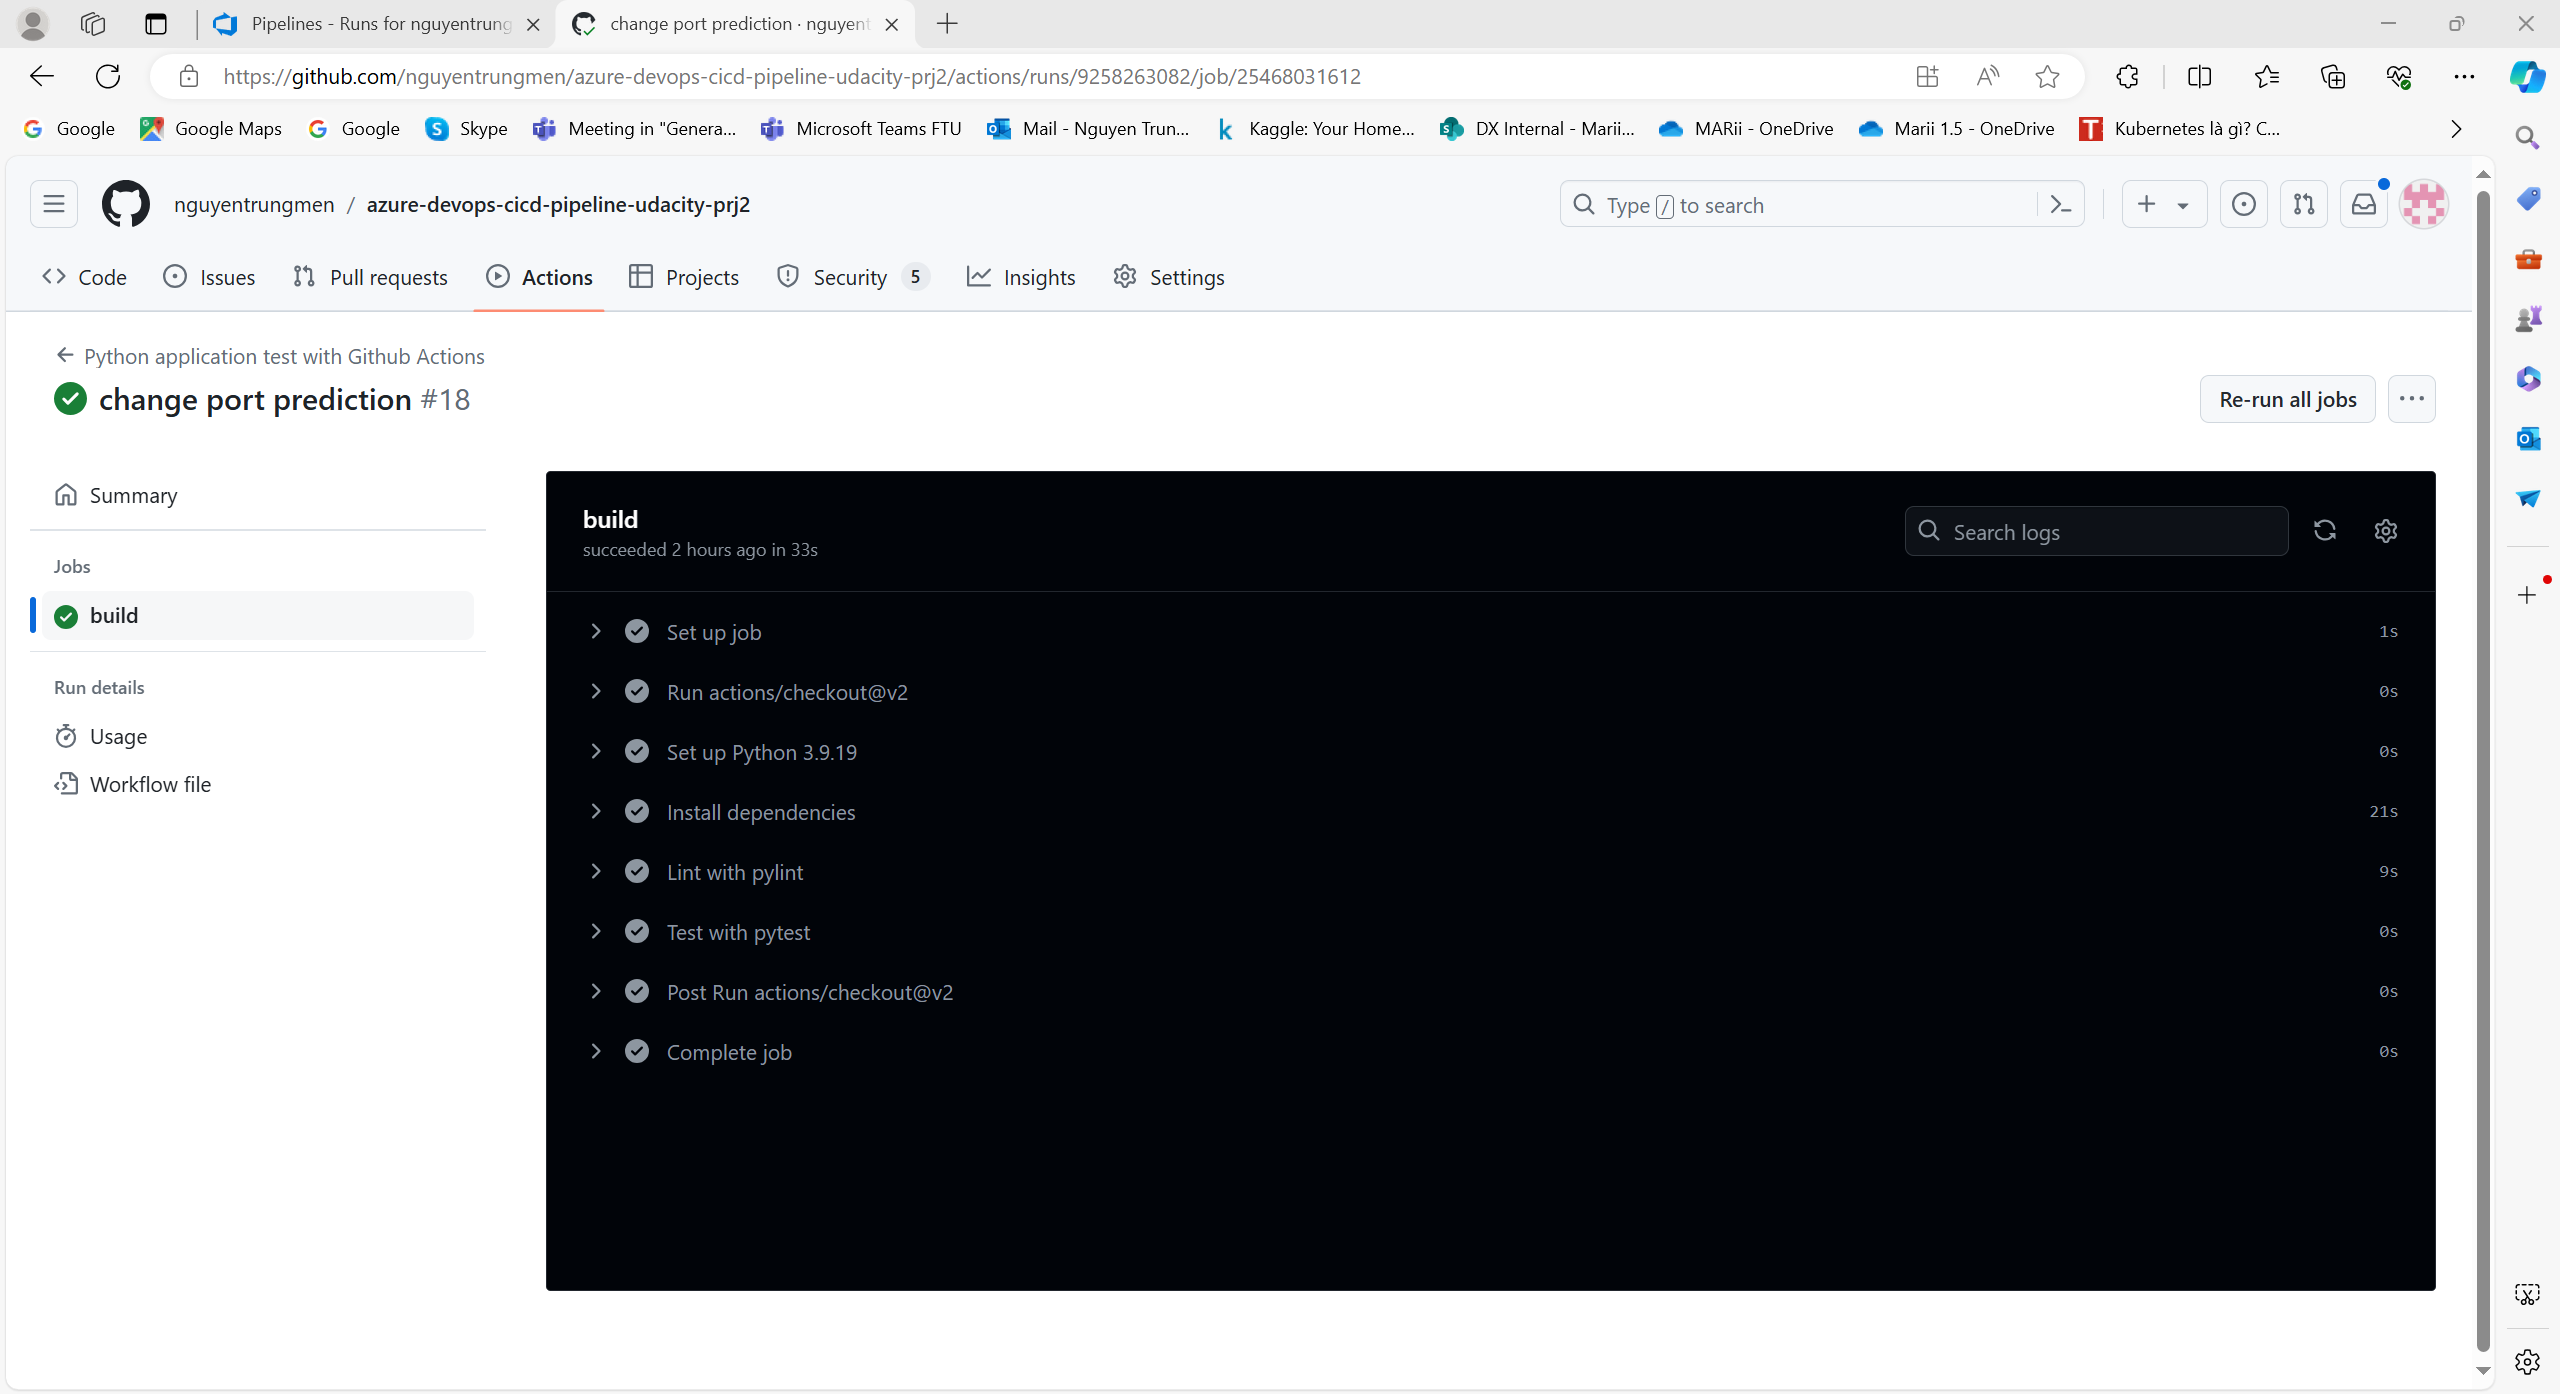 Pipelines - Runs for nguyentrung
change port prediction · nguyent
https://github.com/nguyentrungmen/azure-devops-cicd-pipeline-udacity-prj2/actions/runs/9258263082/job/25468031612
Google
Google Maps
Google
Skype
Meeting in "Genera...
Microsoft Teams FTU
Mail - Nguyen Trun...
Kaggle: Your Home...
DX Internal - Marii...
MARii - OneDrive
Marii 1.5 - OneDrive
Kubernetes là gì? C...
nguyentrungmen / azure-devops-cicd-pipeline-udacity-prj2
Type / to search
Code
Issues
Pull requests
Actions
Projects
Security 5
Insights
Settings
Python application test with Github Actions
change port prediction #18
Re-run all jobs
Summary
Jobs
build
Run details
Usage
Workflow file
build
succeeded 2 hours ago in 33s
Search logs
Set up job 1s
Run actions/checkout@v2 0s
Set up Python 3.9.19 0s
Install dependencies 21s
Lint with pylint 9s
Test with pytest 0s
Post Run actions/checkout@v2 0s
Complete job 0s